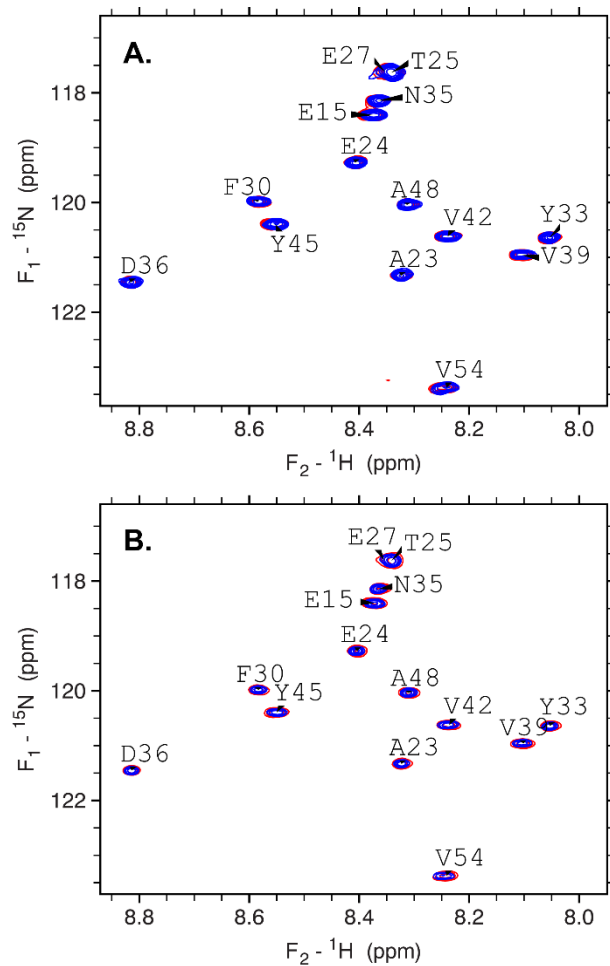 A.
E27
T25
N35
E15
E24
F30
A48
V42
Y33
Y45
V39
D36
A23
V54
118
120
122
F1 - 15N (ppm)
8.8 8.6 8.4 8.2 8.0
F2 - 1H (ppm)
B.
E27 T25
N35
E15
E24
F30 A48
Y45
V42 Y33
V39
D36 A23
V54
118
120
122
F1 - 15N (ppm)
8.8 8.6 8.4 8.2 8.0
F2 - 1H (ppm)